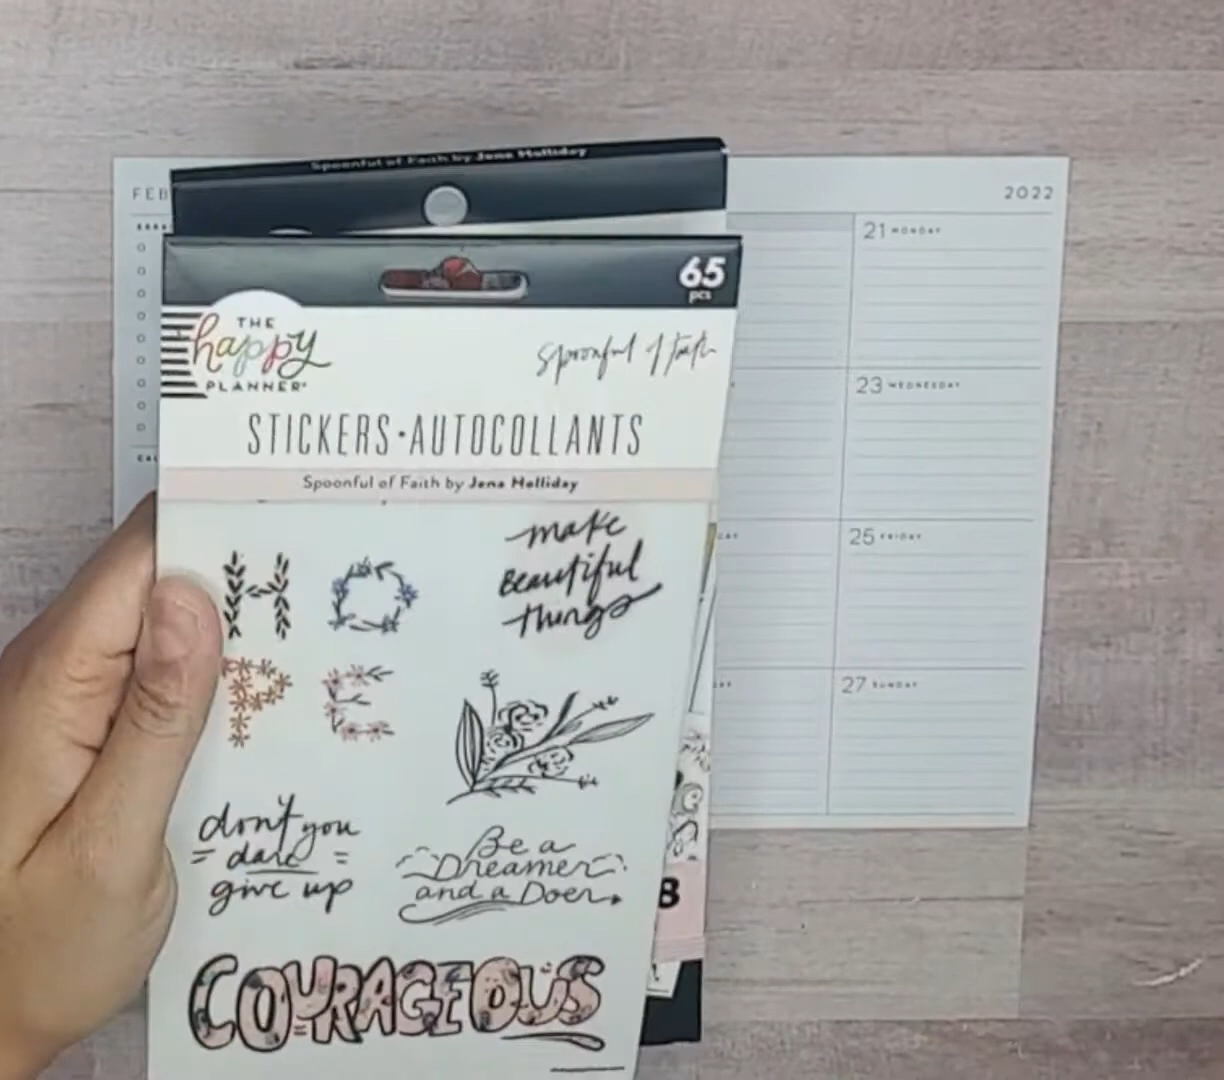 Spoonful of Faith by Jena Holliday
65
pcs
THE
happy
PLANNER
Spoonful of Faith
STICKERS·AUTOCOLLANTS
Spoonful of Faith by Jena Holliday
HO
PE
make
Beautiful
things
don't you
= dare =
give up
Be a
Dreamer
and a Doer
COURAGEOUS
8
FEB
2022
21 MONDAY
23 WEDNESDAY
25 FRIDAY
27 SUNDAY